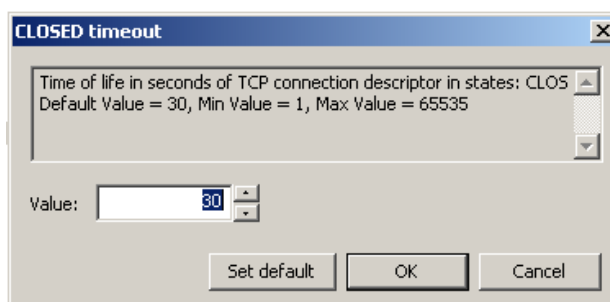 CLOSED timeout
Time of life in seconds of TCP connection descriptor in states: CLOS
Default Value = 30, Min Value = 1, Max Value = 65535
Value: 30
Set default OK Cancel